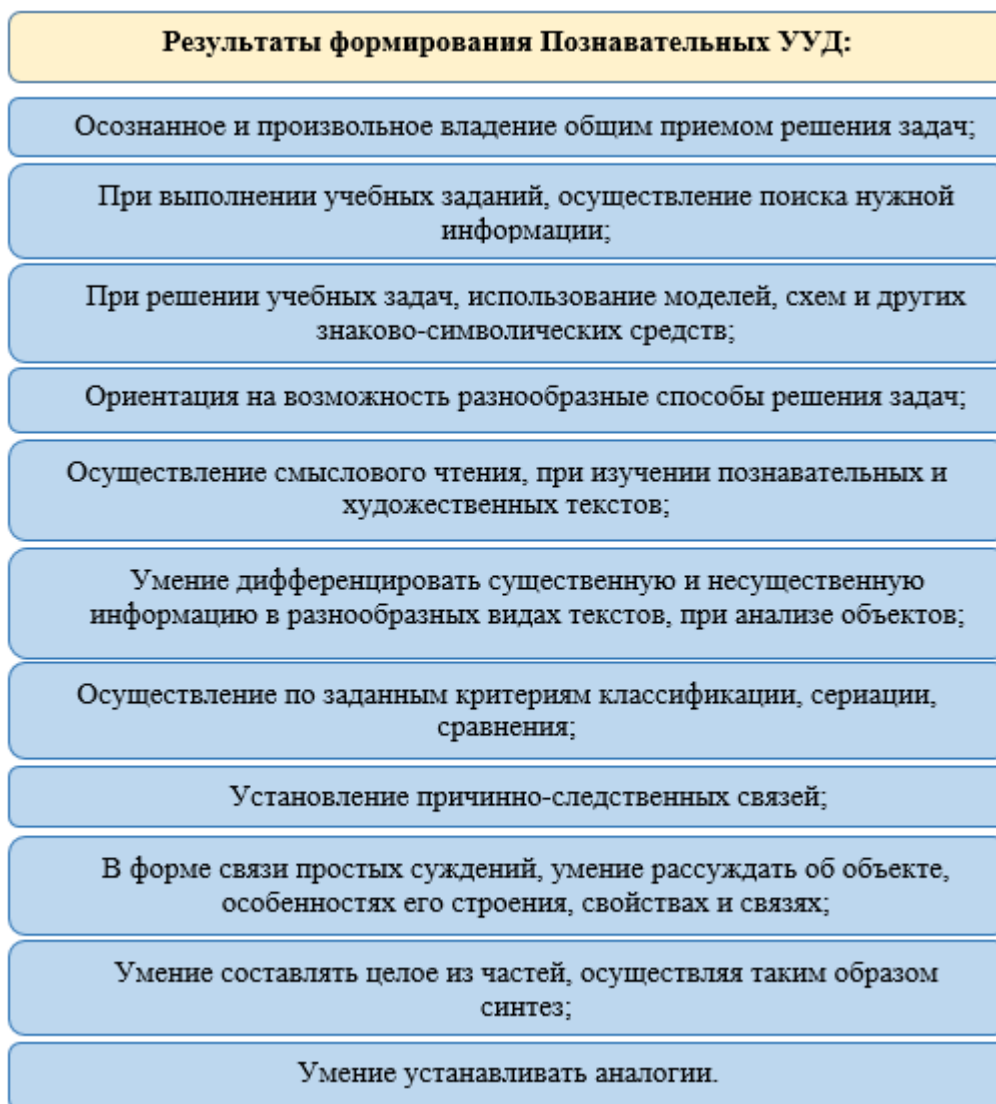 Результаты формирования Познавательных УУД:
Осознанное и произвольное владение общим приемом решения задач;
При выполнении учебных заданий, осуществление поиска нужной
информации;
При решении учебных задач, использование моделей, схем и других
знаково-символических средств;
Ориентация на возможность разнообразные способы решения задач;
Осуществление смыслового чтения, при изучении познавательных и
художественных текстов;
Умение дифференцировать существенную и несущественную
информацию в разнообразных видах текстов, при анализе объектов;
Осуществление по заданным критериям классификации, сериации,
сравнения;
Установление причинно-следственных связей;
В форме связи простых суждений, умение рассуждать об объекте,
особенностях его строения, свойствах и связях;
Умение составлять целое из частей, осуществляя таким образом
синтез;
Умение устанавливать аналогии.